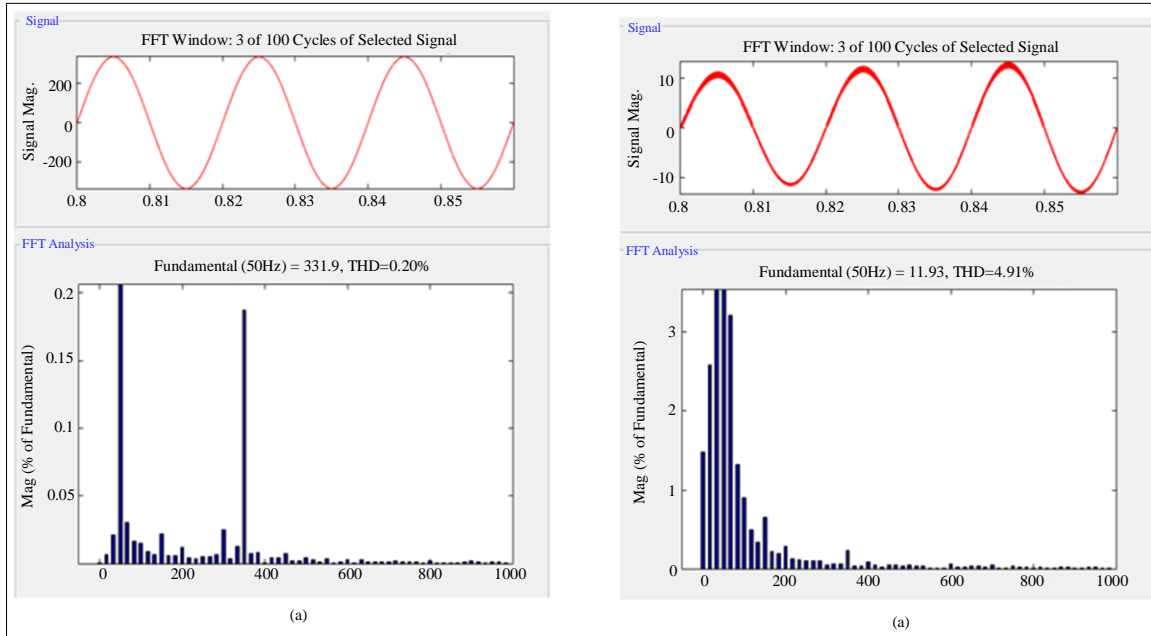 Signal
FFT Window: 3 of 100 Cycles of Selected Signal
Signal Mag.
200
0
-200
0.8 0.81 0.82 0.83 0.84 0.85
FFT Analysis
Fundamental (50Hz) = 331.9, THD=0.20%
Mag (% of Fundamental)
0.2
0.15
0.1
0.05
0 200 400 600 800 1000
(a)
Signal
FFT Window: 3 of 100 Cycles of Selected Signal
Signal Mag.
10
0
-10
0.8 0.81 0.82 0.83 0.84 0.85
FFT Analysis
Fundamental (50Hz) = 11.93, THD=4.91%
Mag (% of Fundamental)
3
2
1
0
0 200 400 600 800 1000
(a)